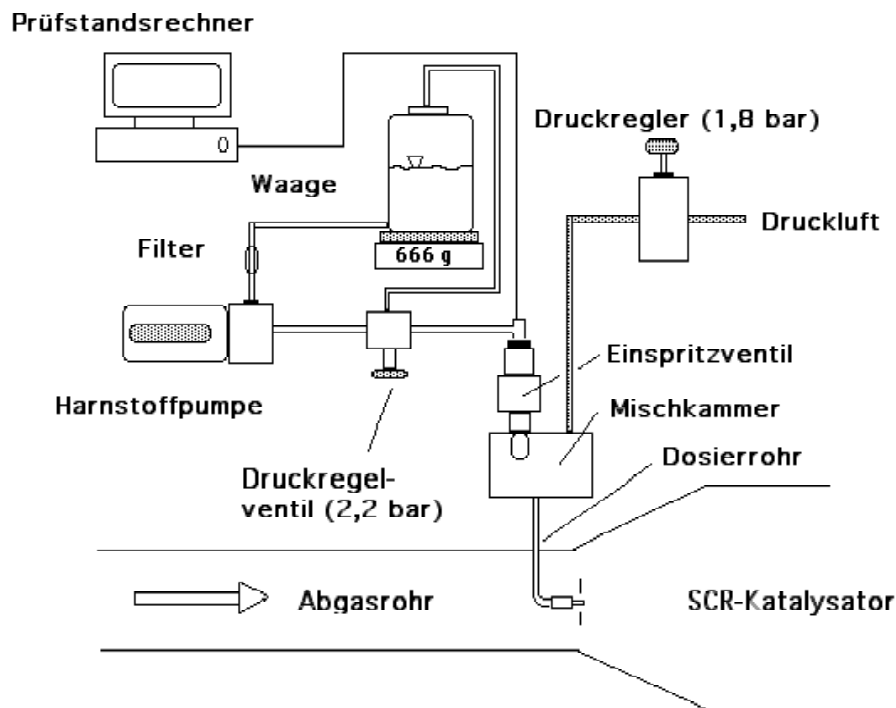 Prüfstandsrechner
Druckregler (1,8 bar)
Waage
Druckluft
Filter
666 g
Einspritzventil
Harnstoffpumpe
Mischkammer
Dosierrohr
Druckregel-
ventil (2,2 bar)
Abgasrohr
SCR-Katalysator